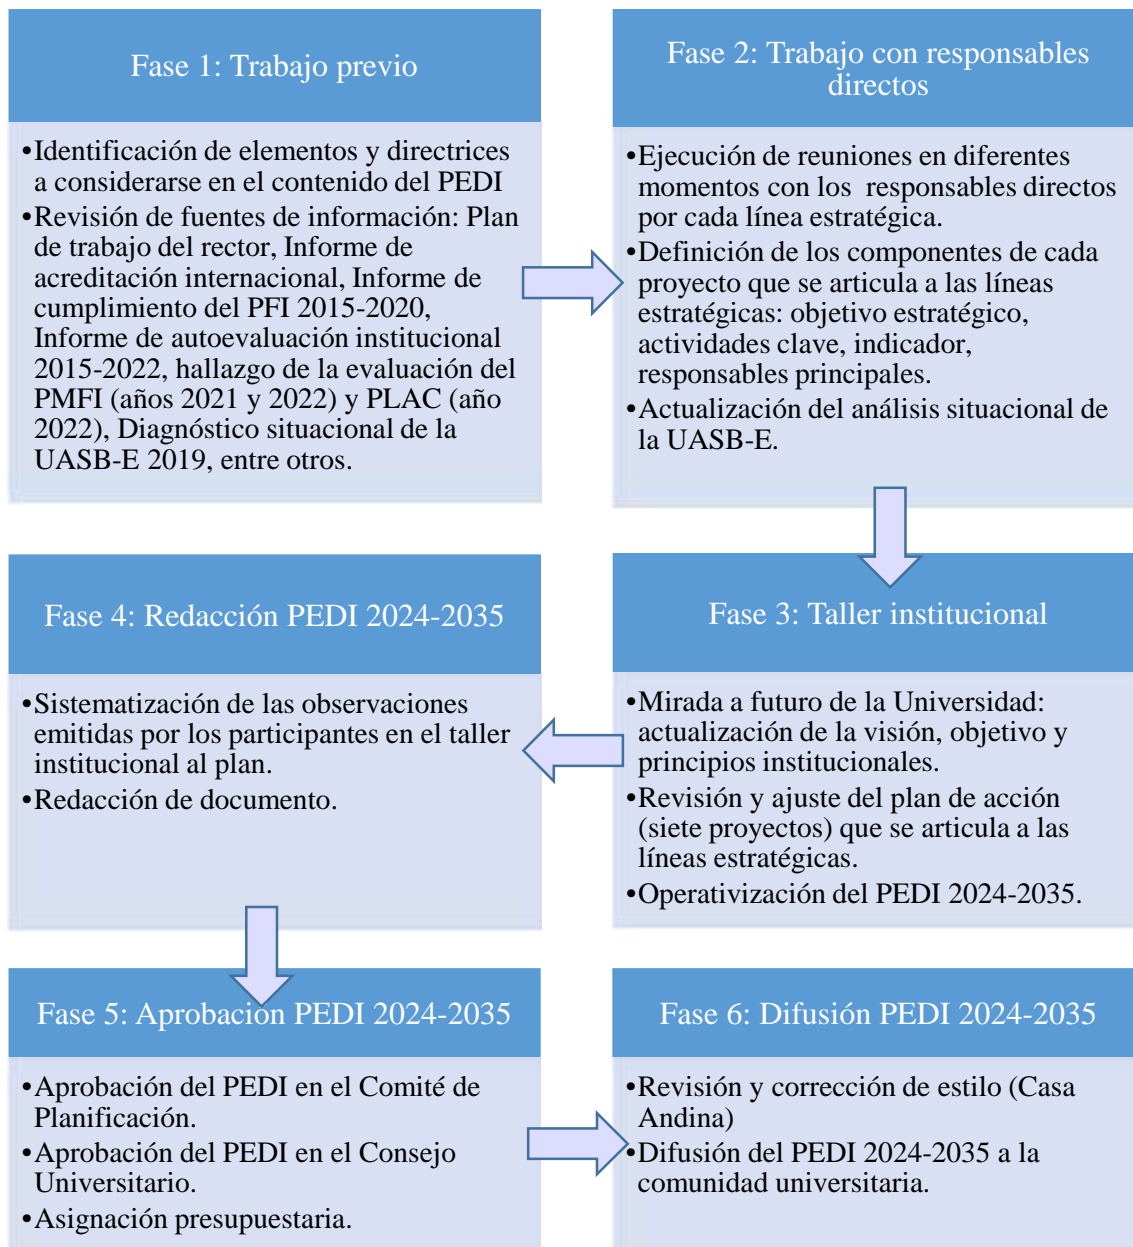 Fase 1: Trabajo previo
•Identificación de elementos y directrices
a considerarse en el contenido del PEDI
•Revisión de fuentes de información: Plan
de trabajo del rector, Informe de
acreditación internacional, Informe de
cumplimiento del PFI 2015-2020,
Informe de autoevaluación institucional
2015-2022, hallazgo de la evaluación del
PMFI (años 2021 y 2022) y PLAC (año
2022), Diagnóstico situacional de la
UASB-E 2019, entre otros.
Fase 2: Trabajo con responsables
directos
•Ejecución de reuniones en diferentes
momentos con los responsables directos
por cada línea estratégica.
•Definición de los componentes de cada
proyecto que se articula a las líneas
estratégicas: objetivo estratégico,
actividades clave, indicador,
responsables principales.
•Actualización del análisis situacional de
la UASB-E.
Fase 3: Taller institucional
•Mirada a futuro de la Universidad:
actualización de la visión, objetivo y
principios institucionales.
•Revisión y ajuste del plan de acción
(siete proyectos) que se articula a las
líneas estratégicas.
•Operativización del PEDI 2024-2035.
Fase 4: Redacción PEDI 2024-2035
•Sistematización de las observaciones
emitidas por los participantes en el taller
institucional al plan.
•Redacción de documento.
Fase 5: Aprobación PEDI 2024-2035
•Aprobación del PEDI en el Comité de
Planificación.
•Aprobación del PEDI en el Consejo
Universitario.
•Asignación presupuestaria.
Fase 6: Difusión PEDI 2024-2035
•Revisión y corrección de estilo (Casa
Andina)
•Difusión del PEDI 2024-2035 a la
comunidad universitaria.